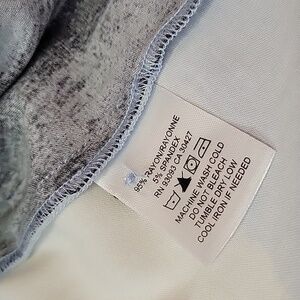 95% RAYON/RAYONNE
5% SPANDEX
RN 93093 CA 30427
MACHINE WASH COLD
DO NOT BLEACH
TUMBLE DRY LOW
COOL IRON IF NEEDED